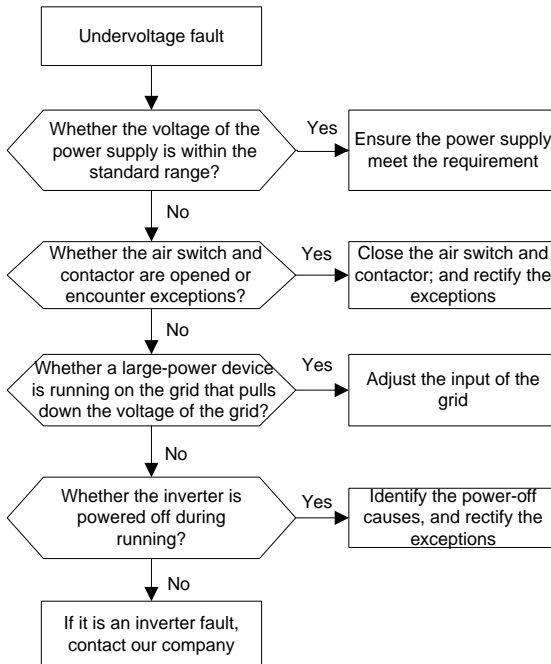 Undervoltage fault
Whether the voltage of the
power supply is within the
standard range?
Yes
Ensure the power supply
meet the requirement
No
Whether the air switch and
contactor are opened or
encounter exceptions?
Yes
Close the air switch and
contactor; and rectify the
exceptions
No
Whether a large-power device
is running on the grid that pulls
down the voltage of the grid?
Yes
Adjust the input of the
grid
No
Whether the inverter is
powered off during
running?
Yes
Identify the power-off
causes, and rectify the
exceptions
No
If it is an inverter fault,
contact our company